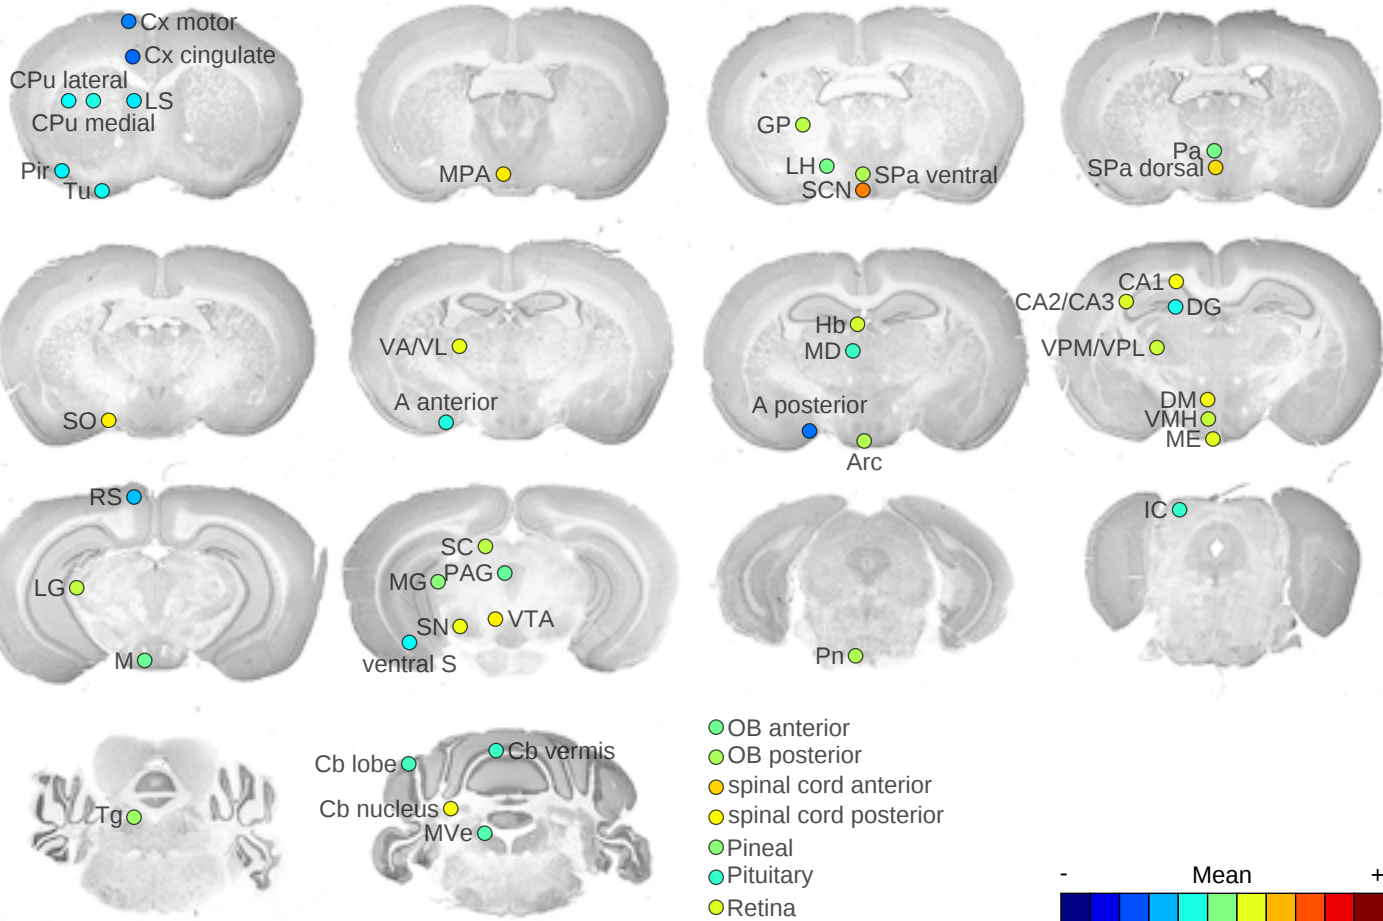 Cx motor
Cx cingulate
CPu lateral
LS
CPu medial
Pir
Tu
MPA
GP
LH
SPa ventral
SCN
Pa
SPa dorsal
SO
VA/VL
A anterior
Hb
MD
A posterior
Arc
CA1
CA2/CA3
DG
VPM/VPL
DM
VMH
ME
RS
LG
M
SC
MG
PAG
SN
VTA
ventral S
Pn
IC
Tg
Cb lobe
Cb vermis
Cb nucleus
MVe
OB anterior
OB posterior
spinal cord anterior
spinal cord posterior
Pineal
Pituitary
Retina
- Mean +